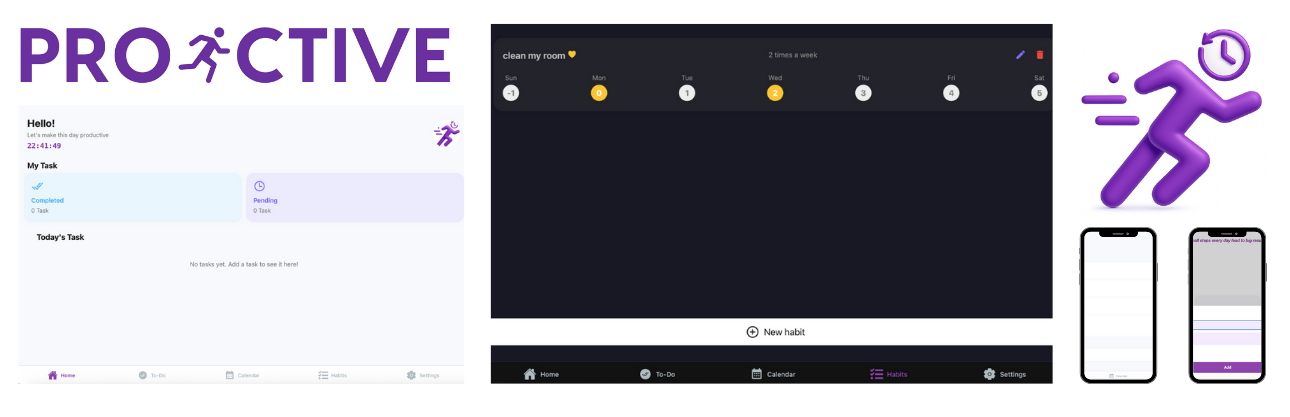 PROACTIVE
Hello!
Let's make this day productive
22:41:49
My Task
Completed
0 Task
Pending
0 Task
Today's Task
No tasks yet. Add a task to see it here!
Home
To-Do
Calendar
Habits
Settings
clean my room
2 times a week
Sun Mon Tue Wed Thu Fri Sat
-1 0 1 2 3 4 5
New habit
Home
To-Do
Calendar
Habits
Settings
Calendar
small steps every day lead to big
Add